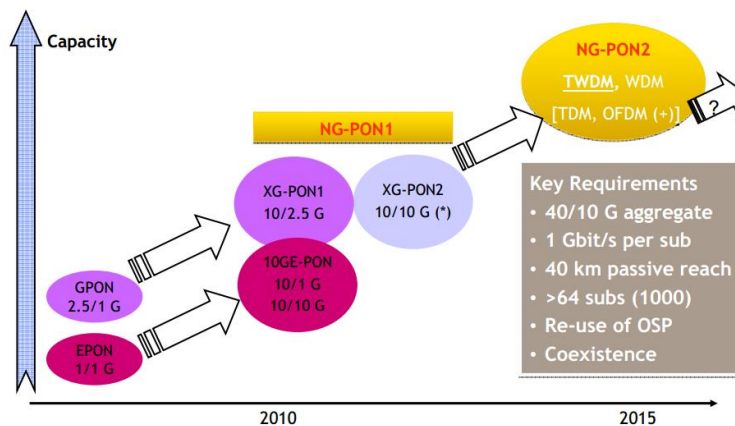 Capacity
NG-PON2
TWDM, WDM
[TDM, OFDM (+)]
?
NG-PON1
XG-PON1
10/2.5 G
XG-PON2
10/10 G (*)
Key Requirements
• 40/10 G aggregate
• 1 Gbit/s per sub
• 40 km passive reach
• >64 subs (1000)
• Re-use of OSP
• Coexistence
10GE-PON
10/1 G
10/10 G
GPON
2.5/1 G
EPON
1/1 G
2010
2015